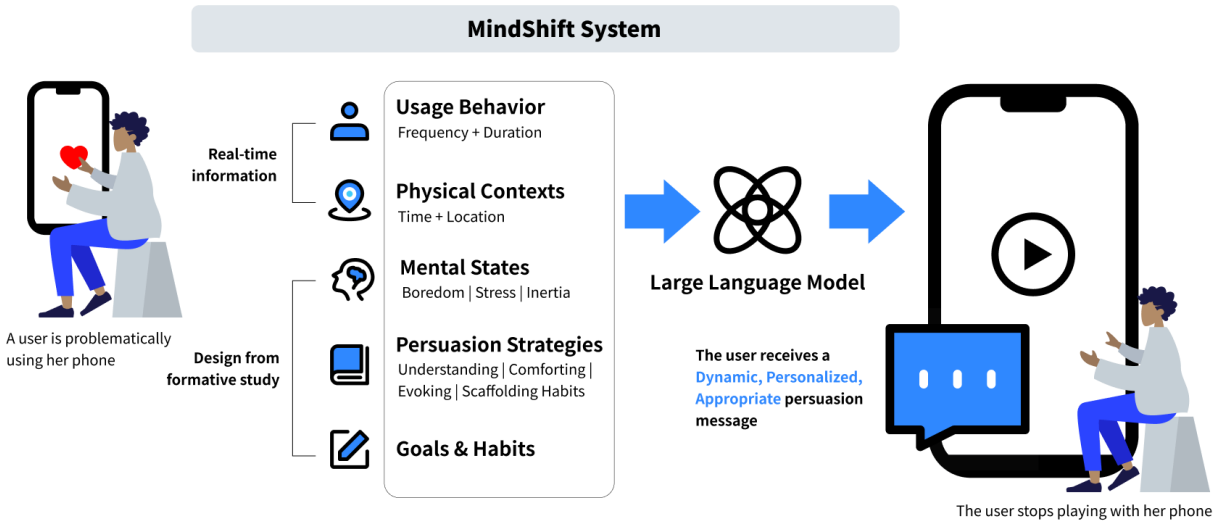 MindShift System
A user is problematically
using her phone
Real-time
information
Design from
formative study
Usage Behavior
Frequency + Duration
Physical Contexts
Time + Location
Mental States
Boredom | Stress | Inertia
Persuasion Strategies
Understanding | Comforting |
Evoking | Scaffolding Habits
Goals & Habits
Large Language Model
The user receives a
Dynamic, Personalized,
Appropriate persuasion
message
The user stops playing with her phone